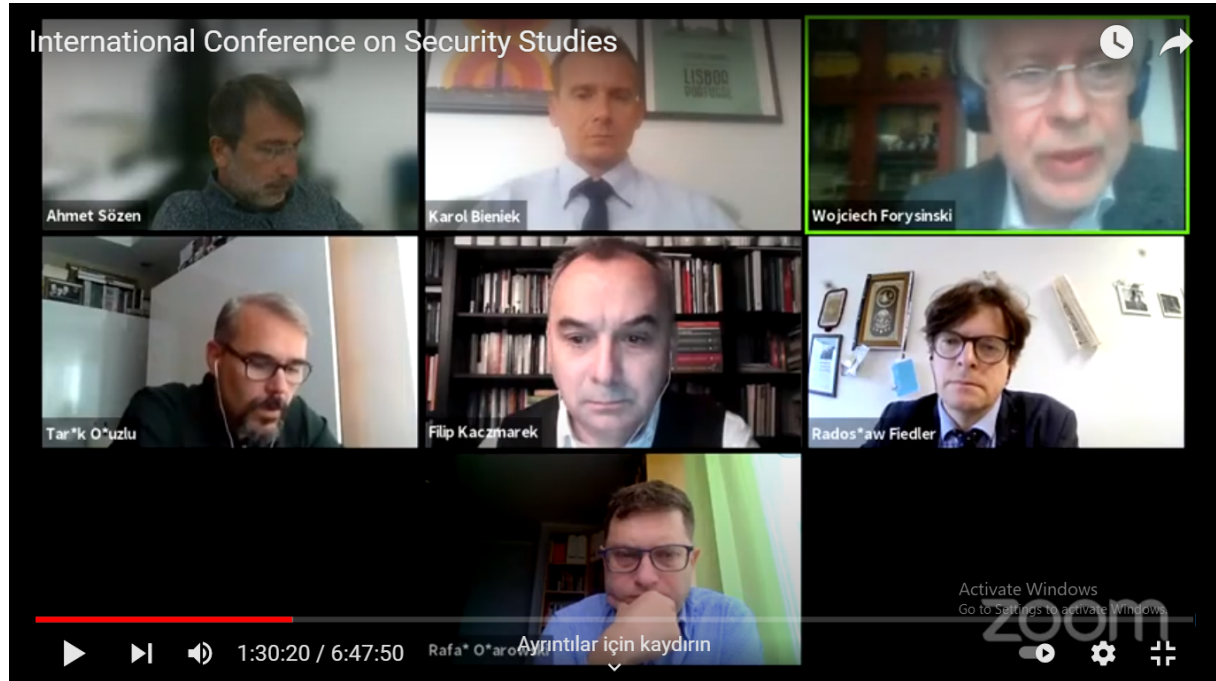 International Conference on Security Studies
LISBOA
PORTUGAL
Ahmet Sözen
Karol Bieniek
Wojciech Forysinski
Tar*k O*uzlu
Filip Kaczmarek
Rados*aw Fiedler
Activate Windows
Go to Settings to activate Windows.
zoom
1:30:20 / 6:47:50
Rafa* O*arowski
Ayrıntılar için kaydırın